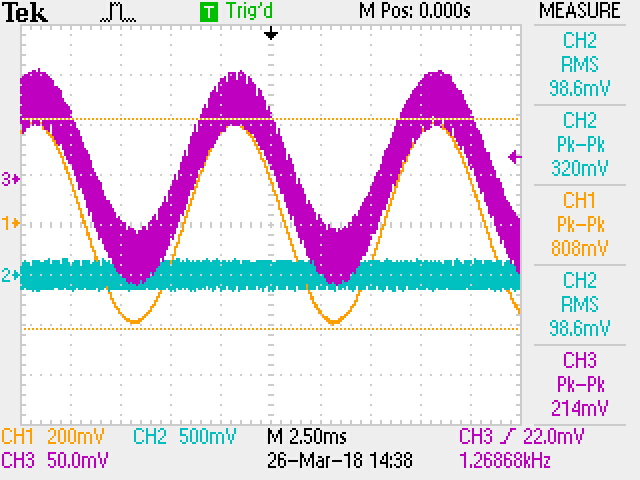 Tek T Trig'd M Pos: 0.000s MEASURE
CH2
RMS
98.6mV
CH2
Pk-Pk
320mV
3
CH1
1
Pk-Pk
808mV
2
CH2
RMS
98.6mV
CH3
Pk-Pk
214mV
CH1 200mV CH2 500mV M 2.50ms CH3 22.0mV
CH3 50.0mV 26-Mar-18 14:38 1.26868kHz